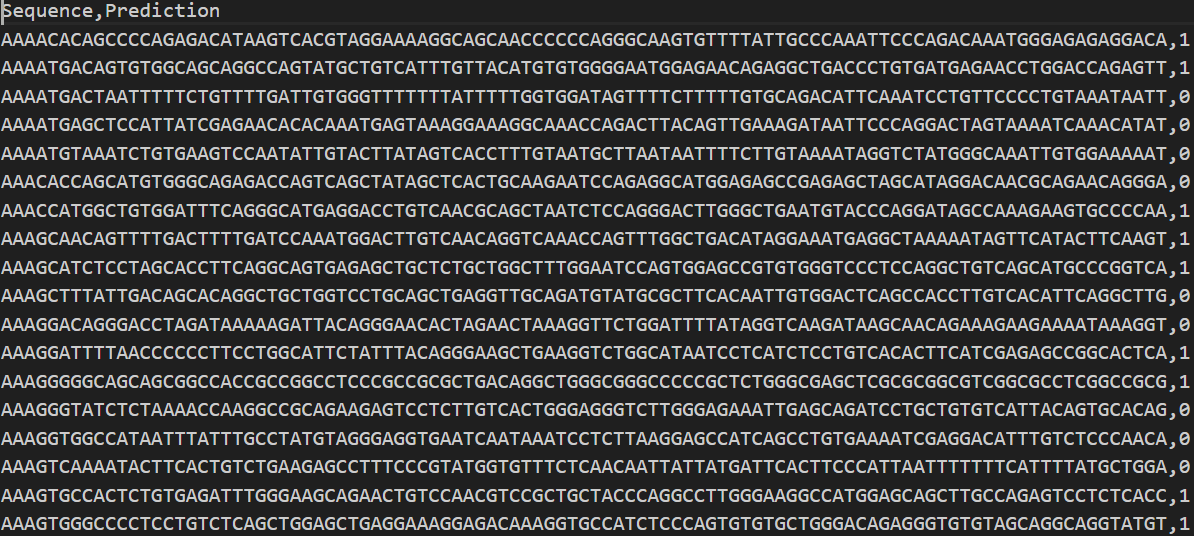 Sequence,Prediction
AAAACACAGCCCCAGAGACATAAGTCACGTAGGAAAAGGCAGCAACCCCCCAGGGCAAGTGTTTTATTGCCCAAATTCCCAGACAAATGGGAGAGAGGACA,1
AAAATGACAGTGTGGCAGCAGGCCAGTATGCTGTCATTTGTTACATGTGTGGGGAATGGAGAACAGAGGCTGACCCTGTGATGAGAACCTGGACCAGAGTT,1
AAAATGACTAATTTTTCTGTTTTGATTGTGGGTTTTTTTATTTTTGGTGGATAGTTTTCTTTTTGTGCAGACATTCAAATCCTGTTCCCCTGTAAATAATT,0
AAAATGAGCTCCATTATCGAGAACACACAAATGAGTAAAGGAAAGGCAAACCAGACTTACAGTTGAAAGATAATTCCCAGGACTAGTAAAATCAAACATAT,0
AAAATGTAAATCTGTGAAGTCCAATATTGTACTTATAGTCACCTTTGTAATGCTTAATAATTTTCTTGTAAAATAGGTCTATGGGCAAATTGTGGAAAAAT,0
AAACACCAGCATGTGGGCAGAGACCAGTCAGCTATAGCTCACTGCAAGAATCCAGAGGCATGGAGAGCCGAGAGCTAGCATAGGACAACGCAGAACAGGGA,0
AAACCATGGCTGTGGATTTCAGGGCATGAGGACCTGTCAACGCAGCTAATCTCCAGGGACTTGGGCTGAATGTACCCAGGATAGCCAAAGAAGTGCCCCAA,1
AAAGCAACAGTTTTGACTTTTGATCCAAATGGACTTGTCAACAGGTCAAACCAGTTTGGCTGACATAGGAAATGAGGCTAAAAATAGTTCATACTTCAAGT,1
AAAGCATCTCCTAGCACCTTCAGGCAGTGAGAGCTGCTCTGCTGGCTTTGGAATCCAGTGGAGCCGTGTGGGTCCCTCCAGGCTGTCAGCATGCCCGGTCA,1
AAAGCTTTATTGACAGCACAGGCTGCTGGTCCTGCAGCTGAGGTTGCAGATGTATGCGCTTCACAATTGTGGACTCAGCCACCTTGTCACATTCAGGCTTG,0
AAAGGACAGGGACCTAGATAAAAAGATTACAGGGAACACTAGAACTAAAGGTTCTGGATTTTATAGGTCAAGATAAGCAACAGAAAGAAGAAAATAAAGGT,0
AAAGGATTTTAACCCCCCTTCCTGGCATTCTATTTACAGGGAAGCTGAAGGTCTGGCATAATCCTCATCTCCTGTCACACTTCATCGAGAGCCGGCACTCA,1
AAAGGGGGCAGCAGCGGCCACCGCCGGCCTCCCGCCGCGCTGACAGGCTGGGCGGGCCCCCGCTCTGGGCGAGCTCGCGCGGCGTCGGCGCCTCGGCCGCG,1
AAAGGGTATCTCTAAAACCAAGGCCGCAGAAGAGTCCTCTTGTCACTGGGAGGGTCTTGGGAGAAATTGAGCAGATCCTGCTGTGTCATTACAGTGCACAG,0
AAAGGTGGCCATAATTTATTTGCCTATGTAGGGAGGTGAATCAATAAATCCTCTTAAGGAGCCATCAGCCTGTGAAAATCGAGGACATTTGTCTCCCAACA,0
AAAGTCAAAATACTTCACTGTCTGAAGAGCCTTTCCCGTATGGTGTTTCTCAACAATTATTATGATTCACTTCCCATTAATTTTTTTCATTTTATGCTGGA,0
AAAGTGCCACTCTGTGAGATTTGGGAAGCAGAACTGTCCAACGTCCGCTGCTACCCAGGCCTTGGGAAGGCCATGGAGCAGCTTGCCAGAGTCCTCTCACC,1
AAAGTGGGCCCCTCCTGTCTCAGCTGGAGCTGAGGAAAGGAGACAAAGGTGCCATCTCCCAGTGTGTGCTGGGACAGAGGGTGTGTAGCAGGCAGGTATGT,1